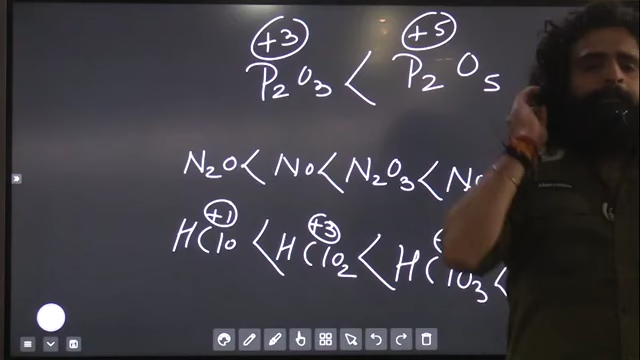 +3 +5
P₂O₃ < P₂O₅
N₂O < NO < N₂O₃ <
+1 +3
HClO < HClO₂ < HClO₃ <